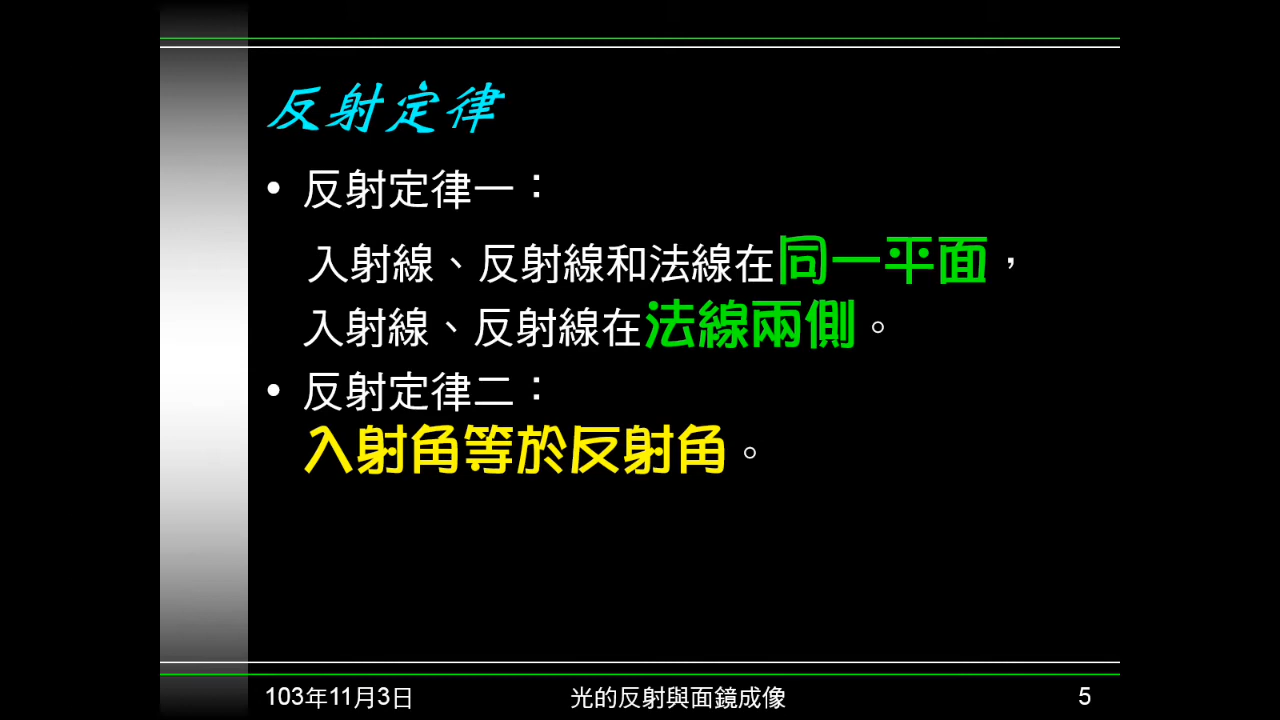 反射定律
• 反射定律一：
入射線、反射線和法線在同一平面，
入射線、反射線在法線兩側。
• 反射定律二：
入射角等於反射角。
103年11月3日
光的反射與面鏡成像
5